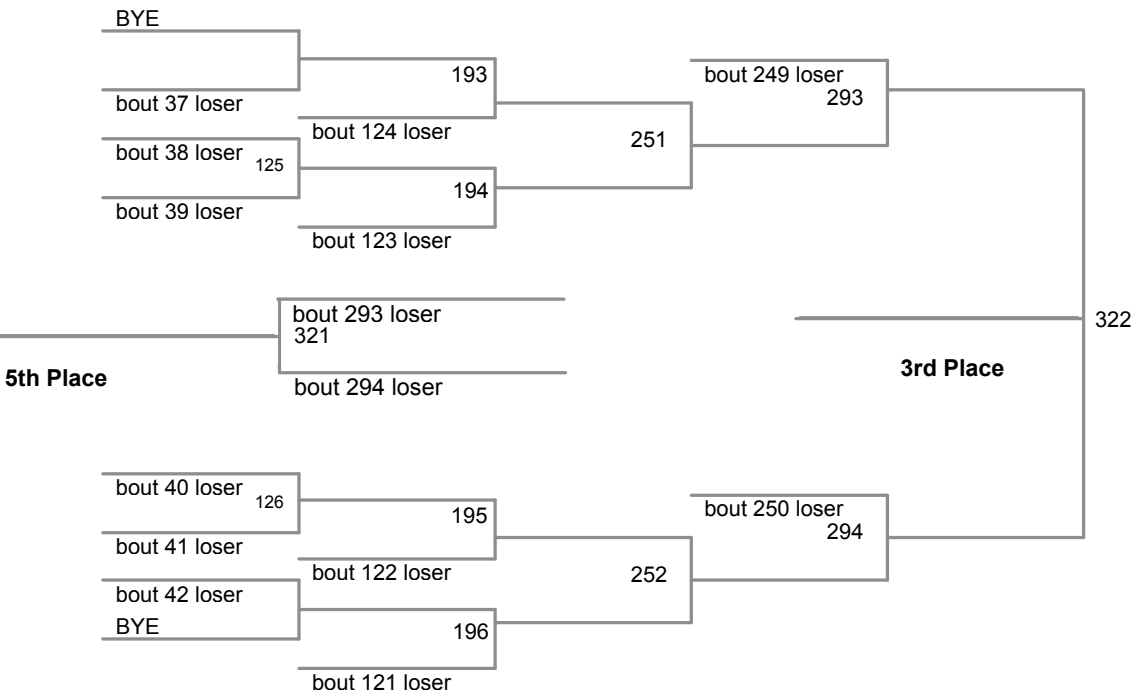 BYE
193
bout 249 loser
bout 37 loser
293
bout 124 loser
251
bout 38 loser
125
194
bout 39 loser
bout 123 loser
bout 293 loser
321
322
5th Place
3rd Place
bout 294 loser
bout 40 loser
126
195
bout 250 loser
294
bout 41 loser
bout 122 loser
252
bout 42 loser
BYE
196
bout 121 loser